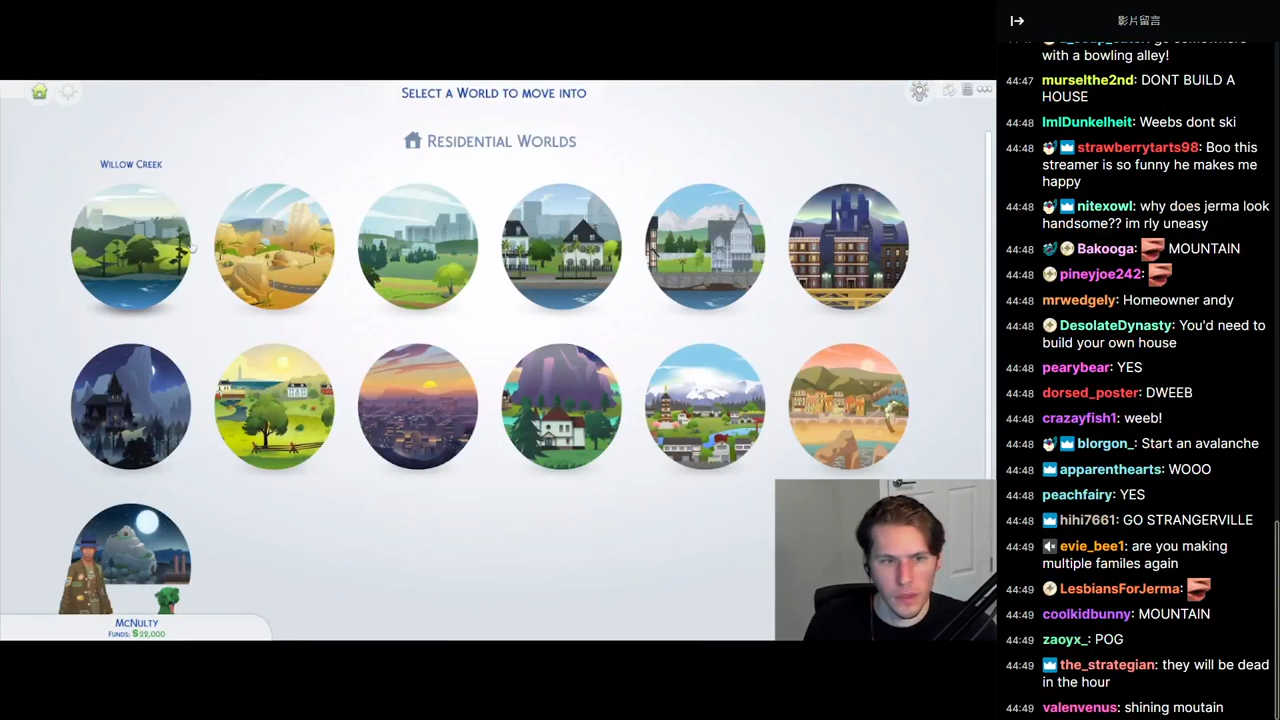 SELECT A WORLD TO MOVE INTO
RESIDENTIAL WORLDS
WILLOW CREEK
MCNULTY
FUNDS: $22,000
影片留言
with a bowling alley!
44:47 murselthe2nd: DONT BUILD A
HOUSE
44:48 ImIDunkelheit: Weebs dont ski
44:48 strawberrytarts98: Boo this
streamer is so funny he makes me
happy
44:48 nitexowl: why does jerma look
handsome?? im rly uneasy
44:48 Bakooga: MOUNTAIN
44:48 pineyjoe242:
44:48 mrwedgely: Homeowner andy
44:48 DesolateDynasty: You'd need to
build your own house
44:48 pearybear: YES
44:48 dorsed_poster: DWEEB
44:48 crazayfish1: weeb!
44:48 blorgon_: Start an avalanche
44:48 apparenthearts: WOOO
44:48 peachfairy: YES
44:48 hihi7661: GO STRANGERVILLE
44:49 evie_bee1: are you making
multiple familes again
44:49 LesbiansForJerma:
44:49 coolkidbunny: MOUNTAIN
44:49 zaoyx_: POG
44:49 the_strategian: they will be dead
in the hour
44:49 valenvenus: shining moutain